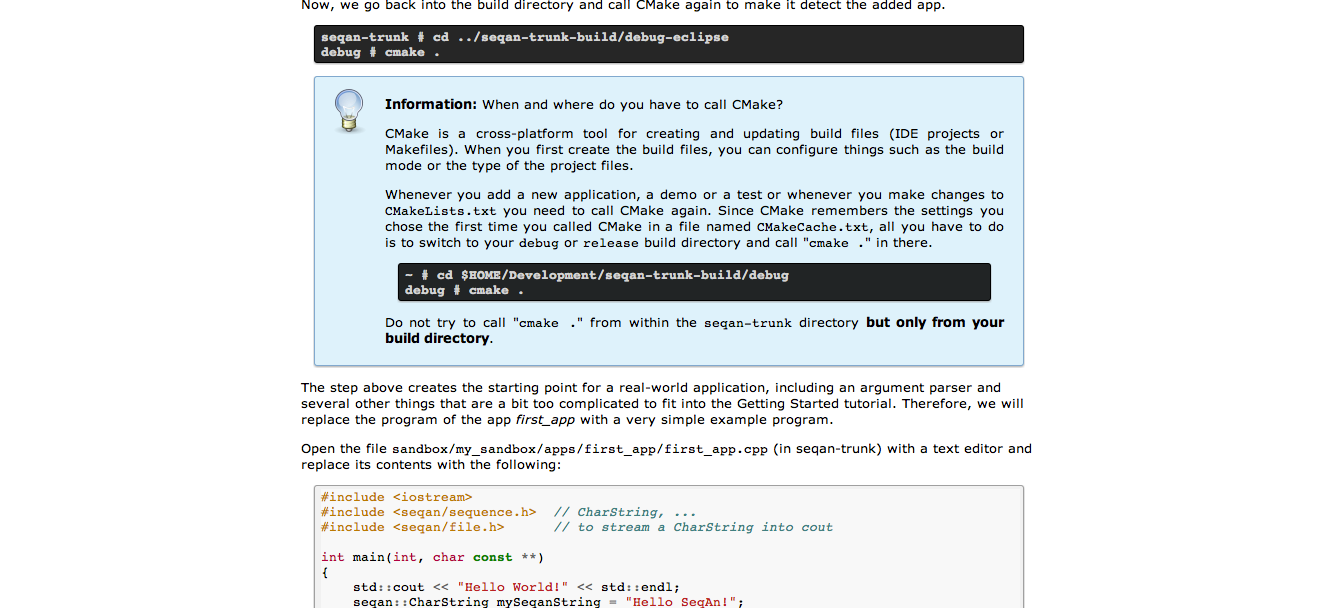 Now, we go back into the build directory and call CMake again to make it detect the added app.
seqan-trunk # cd ../seqan-trunk-build/debug-eclipse
debug # cmake .
Information: When and where do you have to call CMake?
CMake is a cross-platform tool for creating and updating build files (IDE projects or
Makefiles). When you first create the build files, you can configure things such as the build
mode or the type of the project files.
Whenever you add a new application, a demo or a test or whenever you make changes to
CMakeLists.txt you need to call CMake again. Since CMake remembers the settings you
chose the first time you called CMake in a file named CMakeCache.txt, all you have to do
is to switch to your debug or release build directory and call "cmake ." in there.
~ # cd $HOME/Development/seqan-trunk-build/debug
debug # cmake .
Do not try to call "cmake ." from within the seqan-trunk directory but only from your
build directory.
The step above creates the starting point for a real-world application, including an argument parser and
several other things that are a bit too complicated to fit into the Getting Started tutorial. Therefore, we will
replace the program of the app first_app with a very simple example program.
Open the file sandbox/my_sandbox/apps/first_app/first_app.cpp (in seqan-trunk) with a text editor and
replace its contents with the following:
#include <iostream>
#include <seqan/sequence.h>  // CharString, ...
#include <seqan/file.h>      // to stream a CharString into cout
int main(int, char const **)
{
    std::cout << "Hello World!" << std::endl;
    seqan::CharString mySeqanString = "Hello SeqAn!";